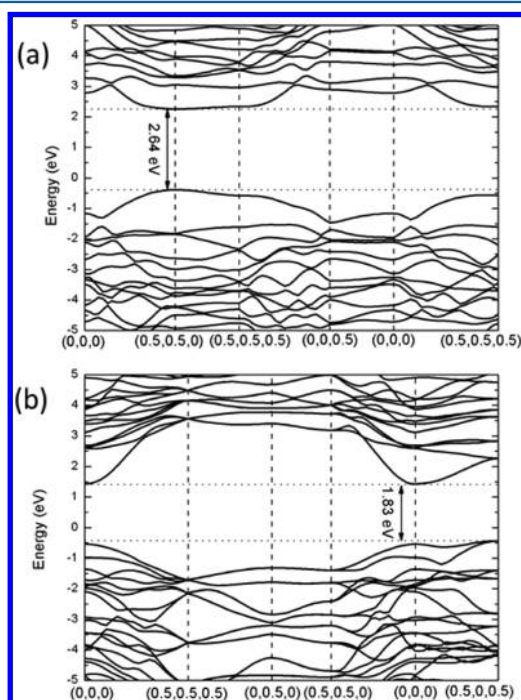 (a)
5
4
3
2
1
0
-1
-2
-3
-4
-5
Energy (eV)
2.64 eV
(0,0,0) (0.5,0.5,0) (0.5,0.5,0.5) (0,0,0.5) (0,0,0) (0.5,0.5,0.5)
(b)
5
4
3
2
1
0
-1
-2
-3
-4
-5
Energy (eV)
1.83 eV
(0,0,0) (0.5,0.5,0.5) (0,0.5,0) (0.5,0.5,0) (0,0,0) (0,0,0.5)